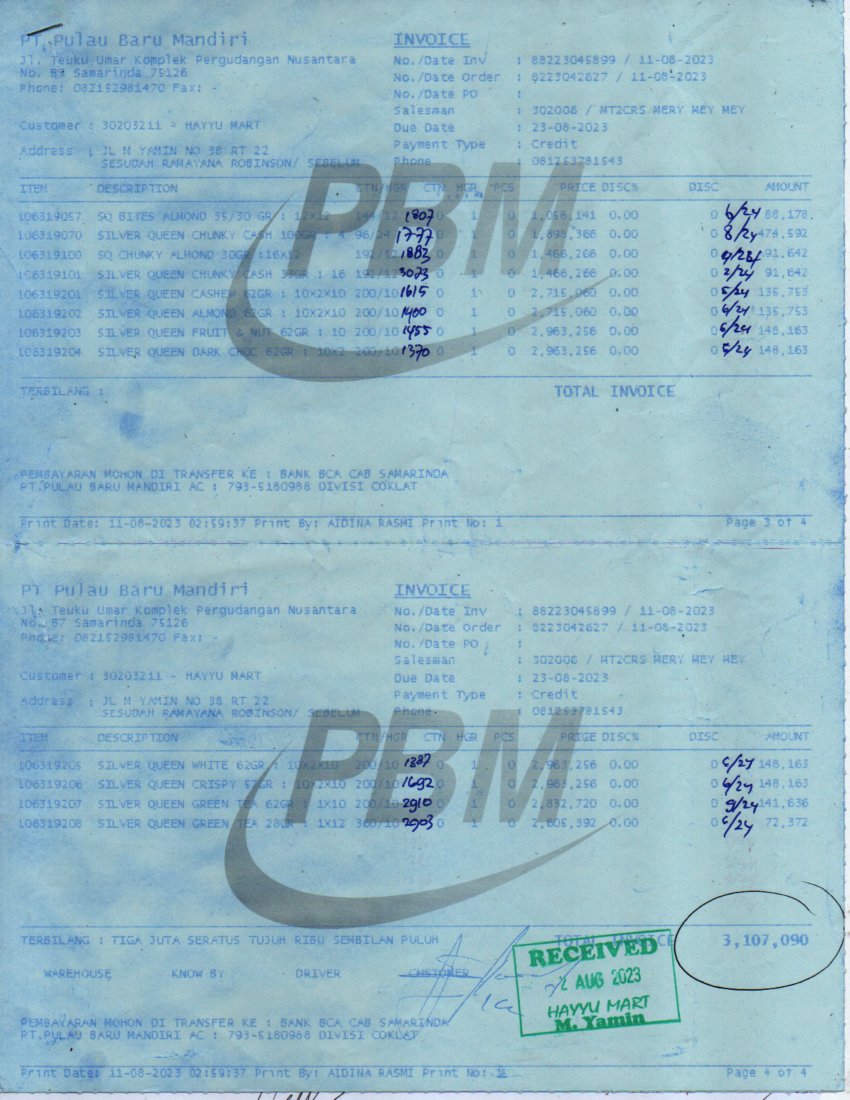 PT.Pulau Baru Mandiri INVOICE
Jl. Teuku Umar Komplek Pergudangan Nusantara No./Date Inv : 88223045899 / 11-08-2023
No. B7 Samarinda 75126 No./Date Order : 8223042627 / 11-08-2023
Phone: 082152981470 Fax: - No./Date PO :
Salesman : 302006 / MT2CRS MERY MEY MEY
Customer : 30203211 - HAYYU MART Due Date : 23-08-2023
Address : JL M YAMIN NO 38 RT 22 Payment Type : Credit
SESUDAH RAMAYANA ROBINSON/ SEBELUM Phone : 081253781543
ITEM DESCRIPTION CTN/HGR CTN HGR PCS PRICE DISC% DISC AMOUNT
106319057 SQ BITES ALMOND 35/30 GR : 12X12 144/12 1807 0 1 0 1,058,141 0.00 0 6/24 88,178
106319070 SILVER QUEEN CHUNKY CASH 100GR : 4 96/24 1777 0 1 0 1,898,366 0.00 0 8/24 474,592
106319100 SQ CHUNKY ALMOND 30GR :16X12 192/12 1883 0 1 0 1,466,266 0.00 0 91,642
106319101 SILVER QUEEN CHUNKY CASH 33GR : 16 192/12 3073 0 1 0 1,466,266 0.00 0 2/24 91,642
106319201 SILVER QUEEN CASHEW 62GR : 10X2X10 200/10 1615 0 1 0 2,715,060 0.00 0 5/24 135,753
106319202 SILVER QUEEN ALMOND 62GR : 10X2X10 200/10 1400 0 1 0 2,715,060 0.00 0 6/24 135,753
106319203 SILVER QUEEN FRUIT & NUT 62GR : 10 200/10 1455 0 1 0 2,963,256 0.00 0 6/24 148,163
106319204 SILVER QUEEN DARK CHOC 62GR : 10X2 200/10 1370 0 1 0 2,963,256 0.00 0 5/24 148,163
PBM
TERBILANG : TOTAL INVOICE
PEMBAYARAN MOHON DI TRANSFER KE : BANK BCA CAB SAMARINDA
PT.PULAU BARU MANDIRI AC : 793-5180988 DIVISI COKLAT
Print Date: 11-08-2023 02:59:37 Print By: AIDINA RASMI Print No: 1 Page 3 of 4
PT Pulau Baru Mandiri INVOICE
Jl. Teuku Umar Komplek Pergudangan Nusantara No./Date Inv : 88223045899 / 11-08-2023
No. B7 Samarinda 75126 No./Date Order : 8223042627 / 11-08-2023
Phone: 082152981470 Fax: - No./Date PO :
Salesman : 302006 / MT2CRS MERY MEY MEY
Customer : 30203211 - HAYYU MART Due Date : 23-08-2023
Address : JL M YAMIN NO 38 RT 22 Payment Type : Credit
SESUDAH RAMAYANA ROBINSON/ SEBELUM Phone : 081253781543
ITEM DESCRIPTION CTN/HGR CTN HGR PCS PRICE DISC% DISC AMOUNT
106319205 SILVER QUEEN WHITE 62GR : 10X2X10 200/10 1387 0 1 0 2,963,256 0.00 0 148,163
106319206 SILVER QUEEN CRISPY 57GR : 10X2X10 200/10 1692 0 1 0 2,963,256 0.00 0 6/24 148,163
106319207 SILVER QUEEN GREEN TEA 62GR : 1X10 200/10 2910 0 1 0 2,832,720 0.00 0 9/24 141,636
106319208 SILVER QUEEN GREEN TEA 28GR : 1X12 360/10 2903 0 1 0 2,605,392 0.00 0 72,372
PBM
TERBILANG : TIGA JUTA SERATUS TUJUH RIBU SEMBILAN PULUH TOTAL INVOICE 3,107,090
WAREHOUSE KNOW BY DRIVER CUSTOMER
RECEIVED
AUG 2023
HAYYU MART
M. Yamin
PEMBAYARAN MOHON DI TRANSFER KE : BANK BCA CAB SAMARINDA
PT.PULAU BARU MANDIRI AC : 793-5180988 DIVISI COKLAT
Print Date: 11-08-2023 02:59:37 Print By: AIDINA RASMI Print No: Page 4 of 4